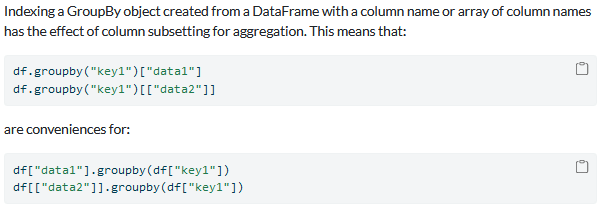 Indexing a GroupBy object created from a DataFrame with a column name or array of column names
has the effect of column subsetting for aggregation. This means that:
df.groupby("key1")["data1"]
df.groupby("key1")[["data2"]]
are conveniences for:
df["data1"].groupby(df["key1"])
df[["data2"]].groupby(df["key1"])